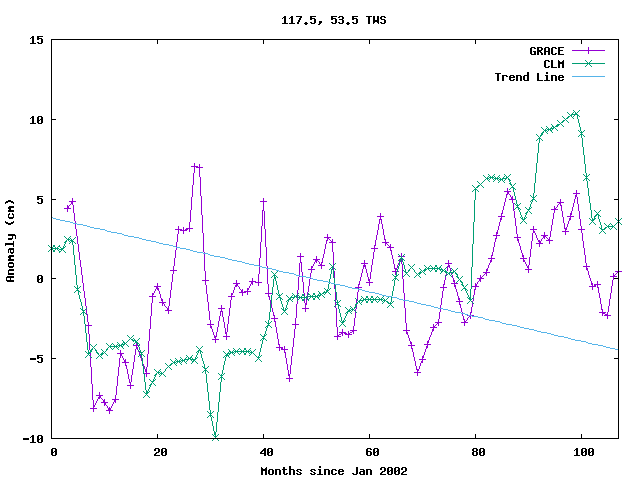 117.5, 53.5 TWS
GRACE
CLM
Trend Line
Anomaly (cm)
15
10
5
0
-5
-10
0 20 40 60 80 100
Months since Jan 2002